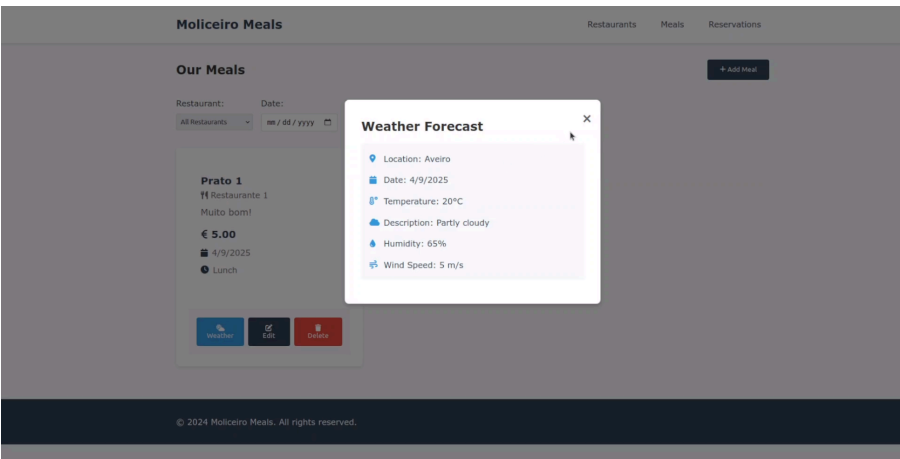 Moliceiro Meals
Restaurants Meals Reservations
Our Meals
+ Add Meal
Restaurant: Date:
All Restaurants mm / dd / yyyy
Weather Forecast ×
Location: Aveiro
Date: 4/9/2025
Temperature: 20°C
Description: Partly cloudy
Humidity: 65%
Wind Speed: 5 m/s
Prato 1
Restaurante 1
Muito bom!
€ 5.00
4/9/2025
Lunch
Weather Edit Delete
© 2024 Moliceiro Meals. All rights reserved.